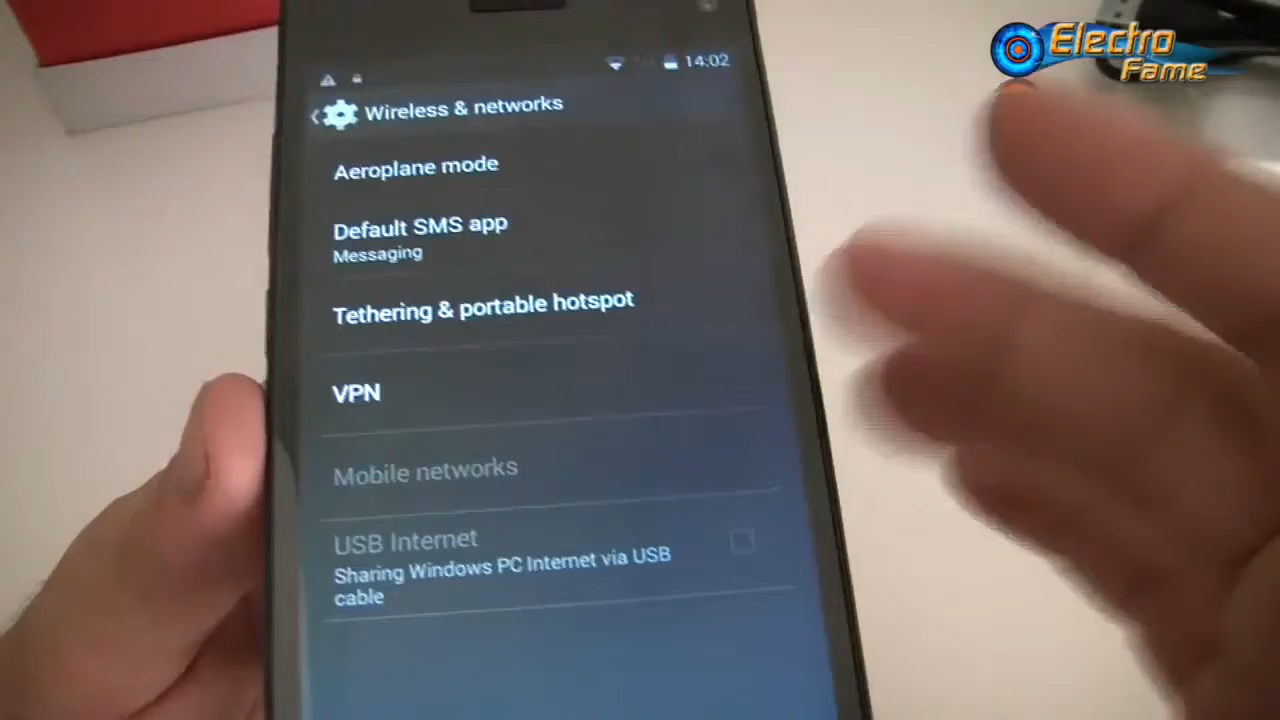 Electro
Fame
14:02
Wireless & networks
Aeroplane mode
Default SMS app
Messaging
Tethering & portable hotspot
VPN
Mobile networks
USB Internet
Sharing Windows PC Internet via USB
cable